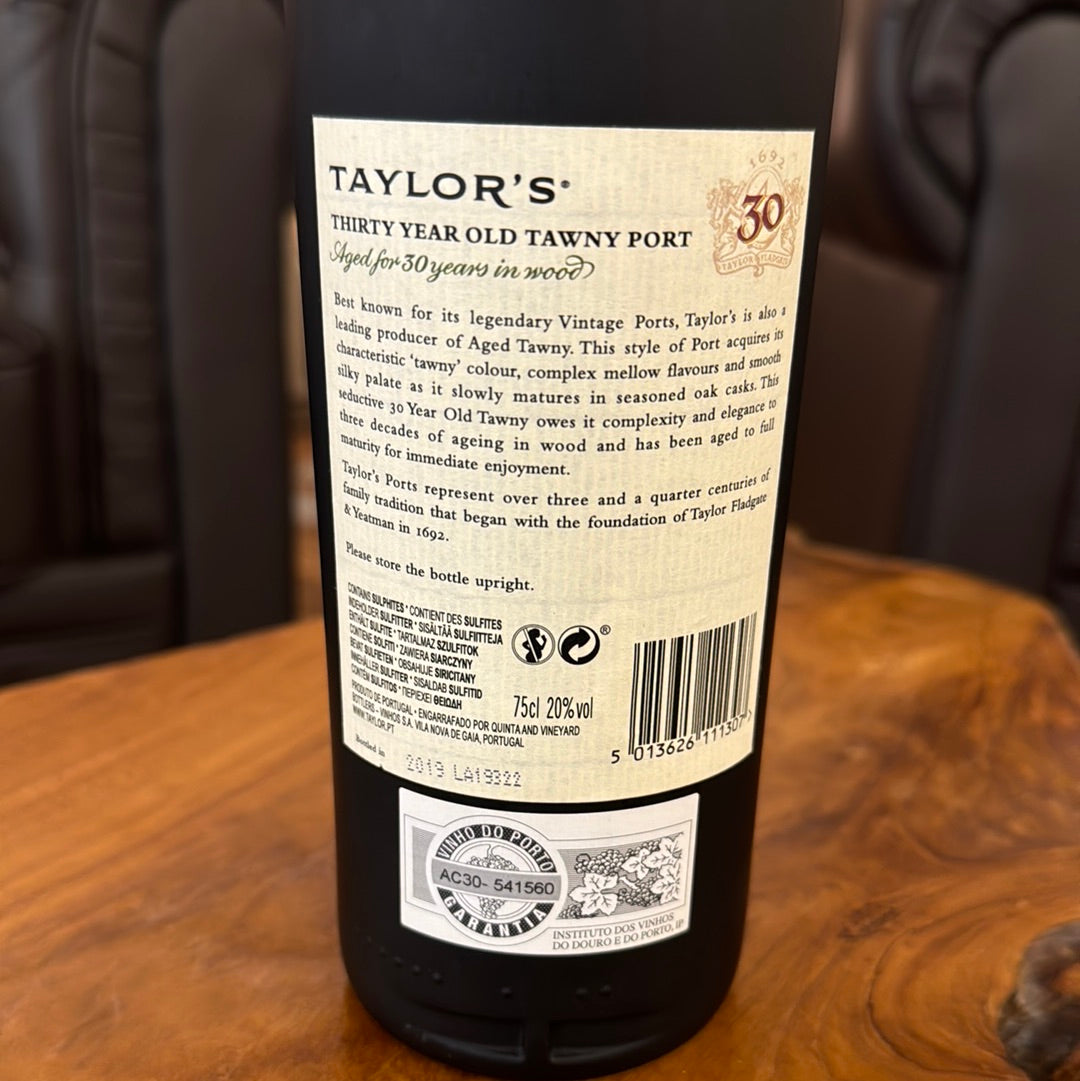 TAYLOR'S®
THIRTY YEAR OLD TAWNY PORT
Aged for 30 years in wood
1692
30
TAYLOR FLADGATE
Best known for its legendary Vintage Ports, Taylor's is also a
leading producer of Aged Tawny. This style of Port acquires its
characteristic 'tawny' colour, complex mellow flavours and smooth
silky palate as it slowly matures in seasoned oak casks. This
seductive 30 Year Old Tawny owes it complexity and elegance to
three decades of ageing in wood and has been aged to full
maturity for immediate enjoyment.
Taylor's Ports represent over three and a quarter centuries of
family tradition that began with the foundation of Taylor Fladgate
& Yeatman in 1692.
Please store the bottle upright.
CONTAINS SULPHITES • CONTIENT DES SULFITES
INDEHOLDER SULFITTER • SISÄLTÄÄ SULFIITTEJA
ENTHÄLT SULFITE • TARTALMAZ SZULFITOK
CONTIENE SOLFITI • ZAWIERA SIARCZYNY
BEVAT SULFIETEN • OBSAHUJE SIRICITANY
INNEHÅLLER SULFITER • SISALDAB SULFITID
CONTÉM SULFITOS • ΠΕΡΙΕΧΕΙ ΘΕΙΩΔΗ
PRODUTO DE PORTUGAL • ENGARRAFADO POR QUINTA AND VINEYARD
BOTTLERS - VINHOS S.A. VILA NOVA DE GAIA, PORTUGAL
WWW.TAYLOR.PT
®
75cl 20%vol
5 013626 111307 >
Bottled in
2019 LA19322
VINHO DO PORTO
AC30- 541560
GARANTIA
INSTITUTO DOS VINHOS
DO DOURO E DO PORTO, IP